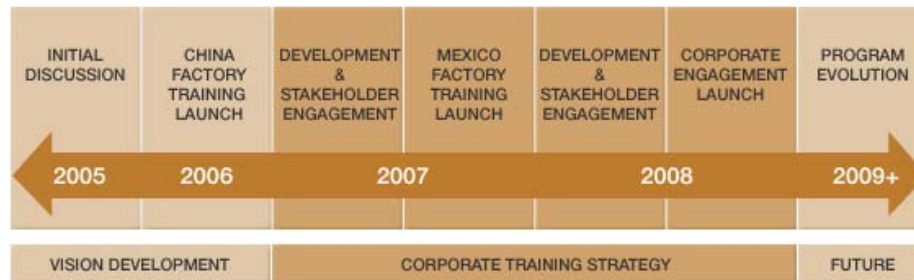 INITIAL
DISCUSSION
CHINA
FACTORY
TRAINING
LAUNCH
DEVELOPMENT
&
STAKEHOLDER
ENGAGEMENT
MEXICO
FACTORY
TRAINING
LAUNCH
DEVELOPMENT
&
STAKEHOLDER
ENGAGEMENT
CORPORATE
ENGAGEMENT
LAUNCH
PROGRAM
EVOLUTION
2005
2006
2007
2008
2009+
VISION DEVELOPMENT
CORPORATE TRAINING STRATEGY
FUTURE